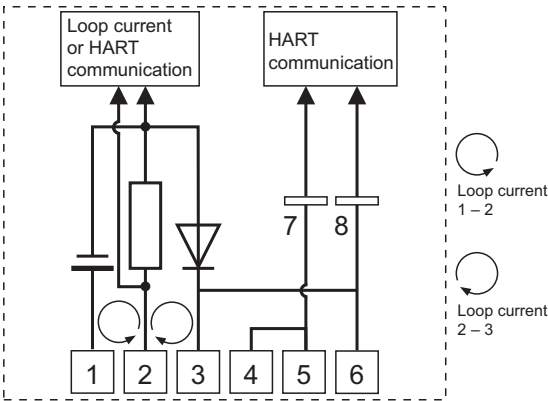 Loop current
or HART
communication
HART
communication
7
8
Loop current
1 – 2
Loop current
2 – 3
1
2
3
4
5
6